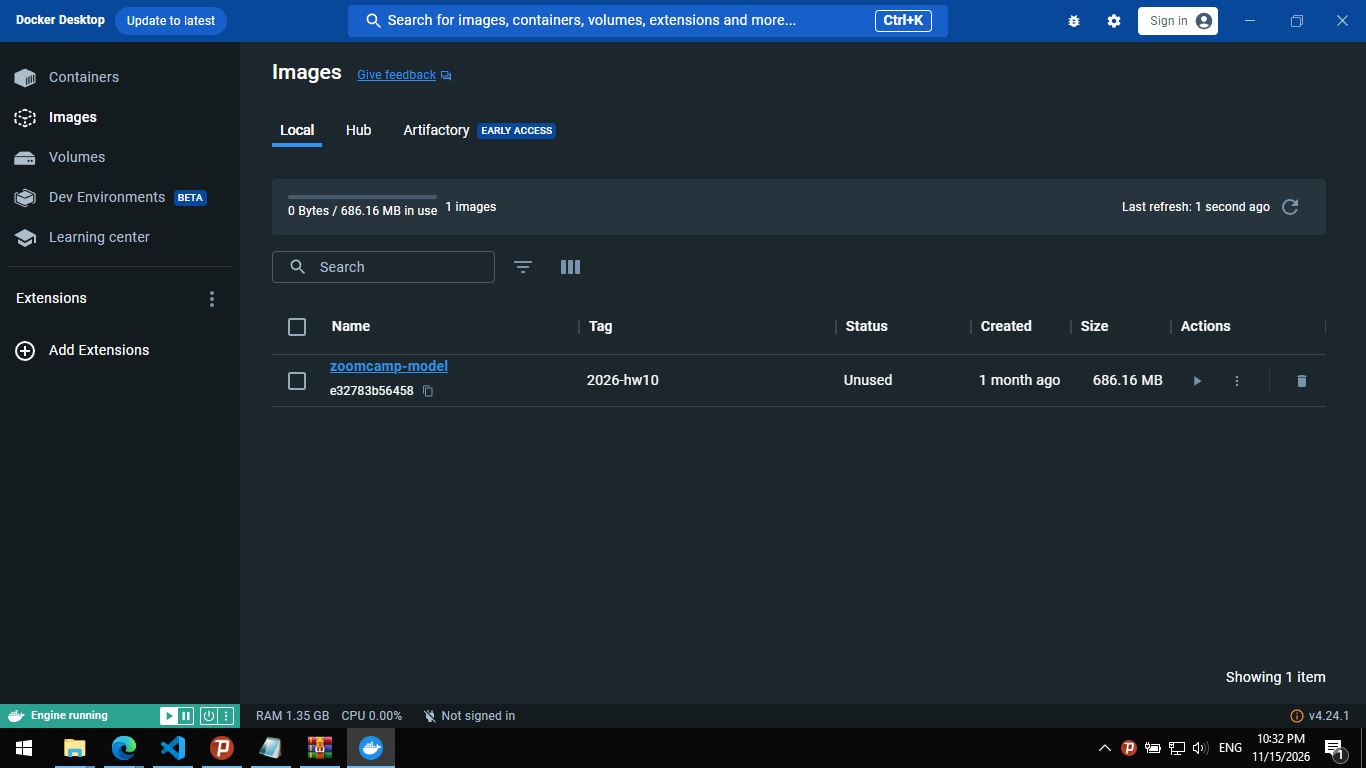 Docker Desktop Update to latest Search for images, containers, volumes, extensions and more... Ctrl+K Sign in
Containers
Images
Volumes
Dev Environments BETA
Learning center
Extensions
Add Extensions
Images Give feedback
Local Hub Artifactory EARLY ACCESS
0 Bytes / 686.16 MB in use 1 images Last refresh: 1 second ago
Search
Name Tag Status Created Size Actions
zoomcamp-model
e32783b56458 2026-hw10 Unused 1 month ago 686.16 MB
Showing 1 item
Engine running RAM 1.35 GB CPU 0.00% Not signed in v4.24.1
ENG 10:32 PM
11/15/2026 1